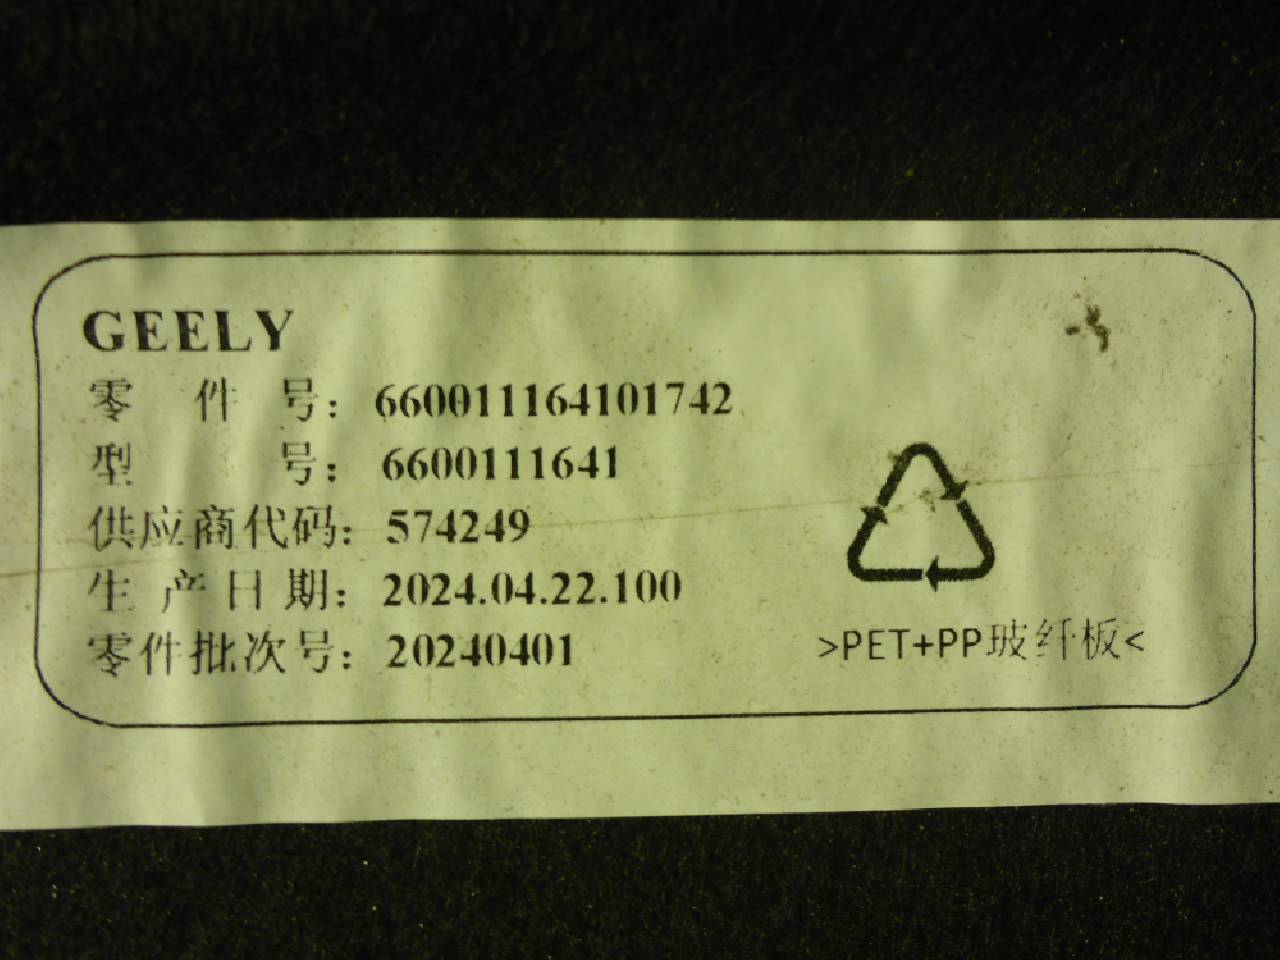 GEELY
零件号：660011164101742
型号：6600111641
供应商代码：574249
生产日期：2024.04.22.100
零件批次号：20240401
>PET+PP玻纤板<